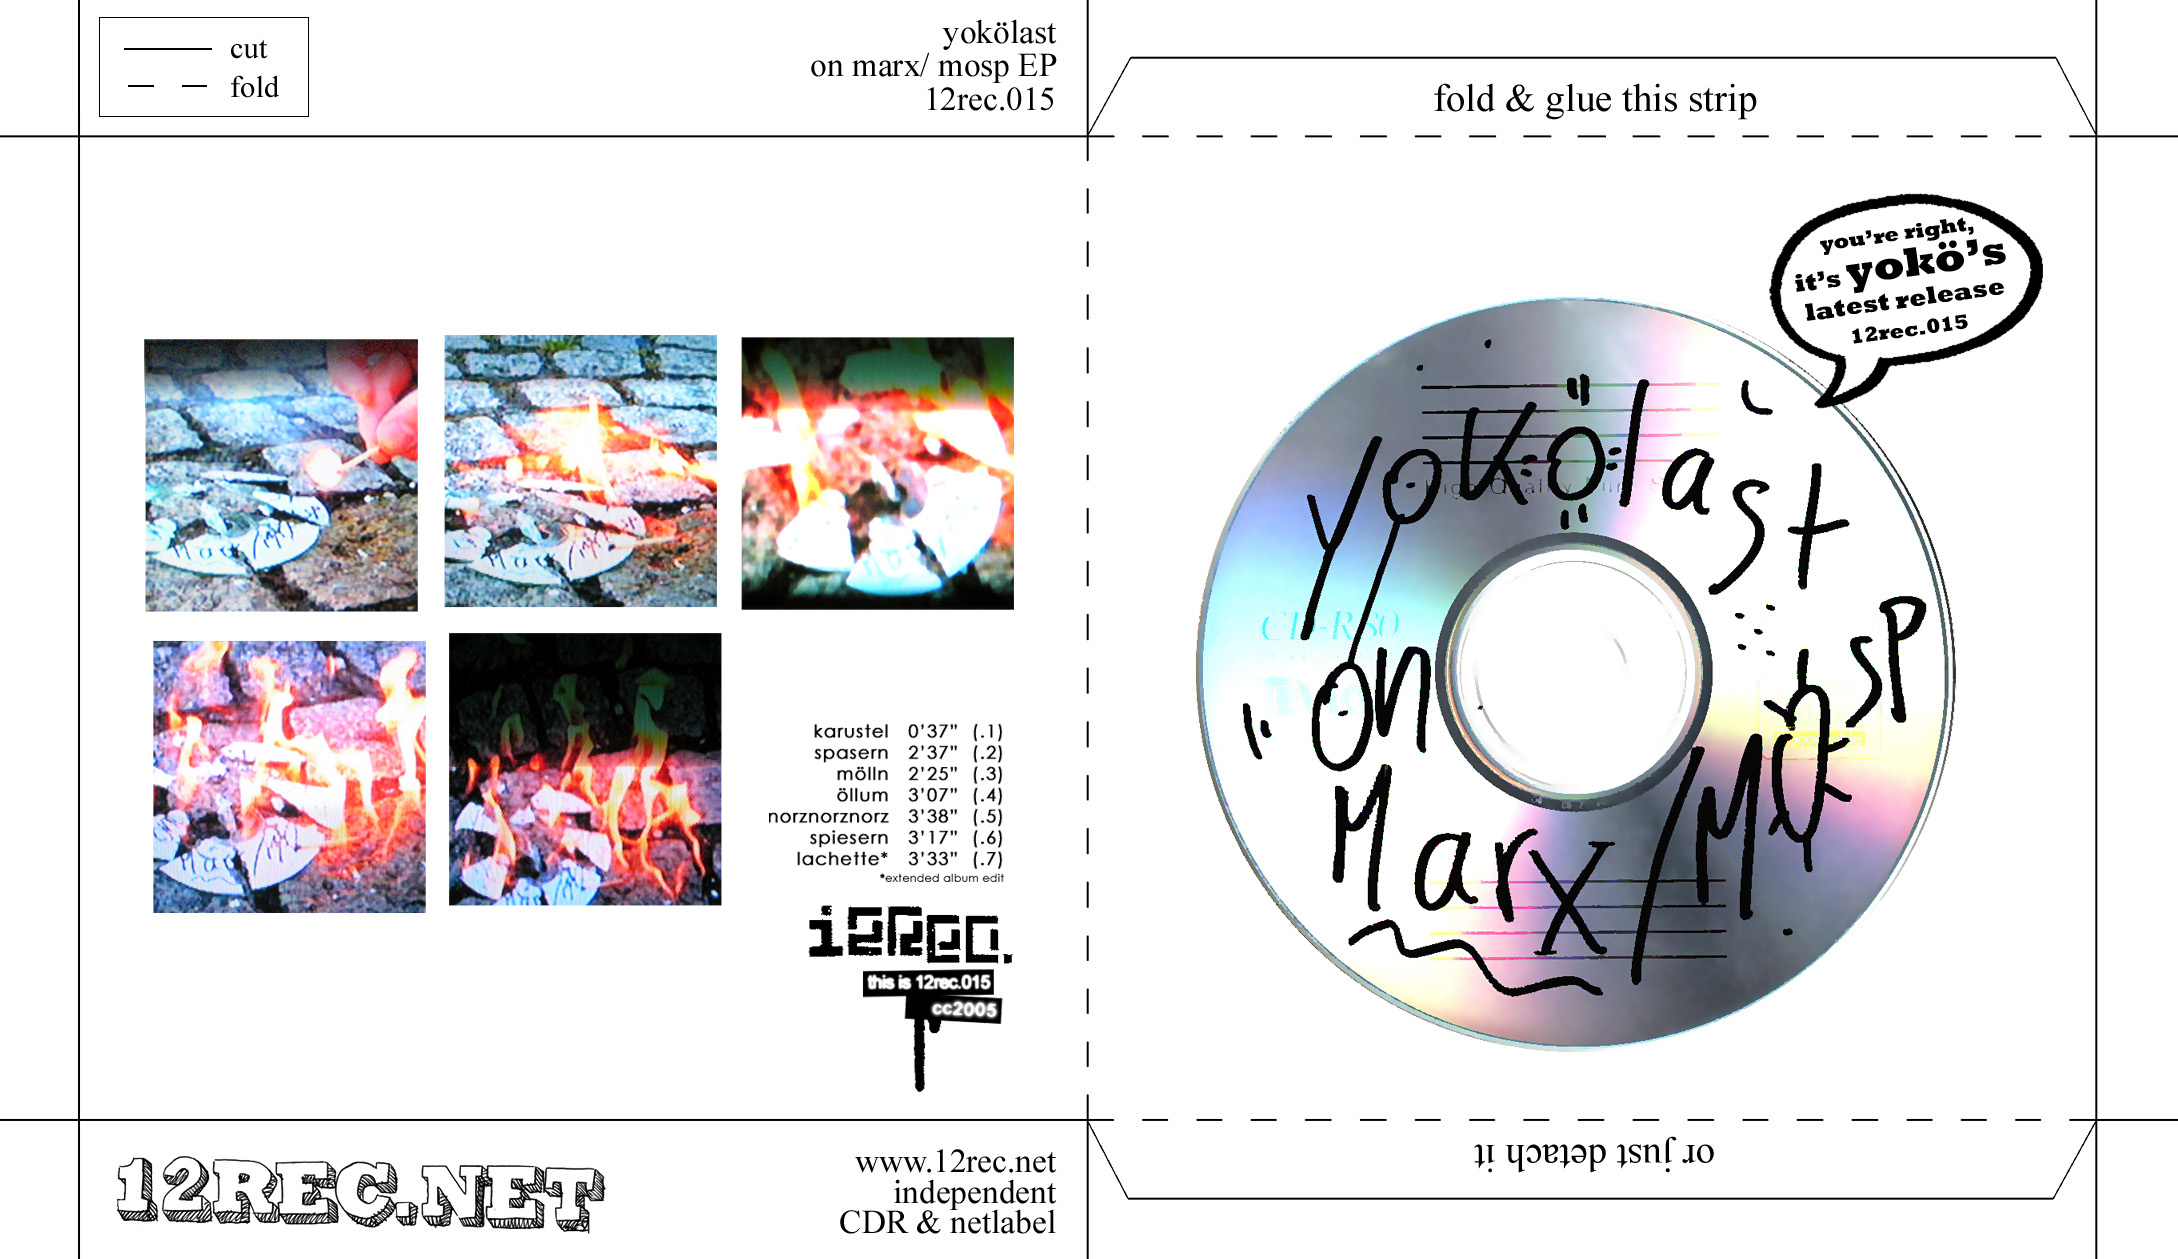 cut
fold
yokölast
on marx/ mosp EP
12rec.015
fold & glue this strip
you're right,
it's yokö's
latest release
12rec.015
yokölast
"on
Marx/Mosp
CD-R80
karustel 0'37" (.1)
spasern 2'37" (.2)
mölln 2'25" (.3)
öllum 3'07" (.4)
norznorznorz 3'38" (.5)
spiesern 3'17" (.6)
lachette* 3'33" (.7)
*extended album edit
12Rec.
this is 12rec.015
cc2005
12REC.NET
www.12rec.net
independent
CDR & netlabel
or just detach it